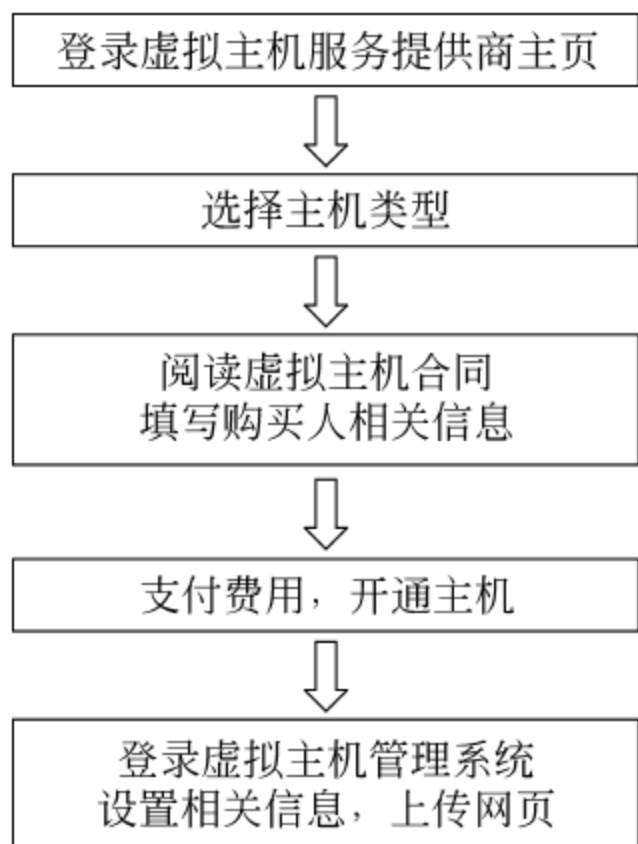 登录虚拟主机服务提供商主页
选择主机类型
阅读虚拟主机合同
填写购买人相关信息
支付费用，开通主机
登录虚拟主机管理系统
设置相关信息，上传网页